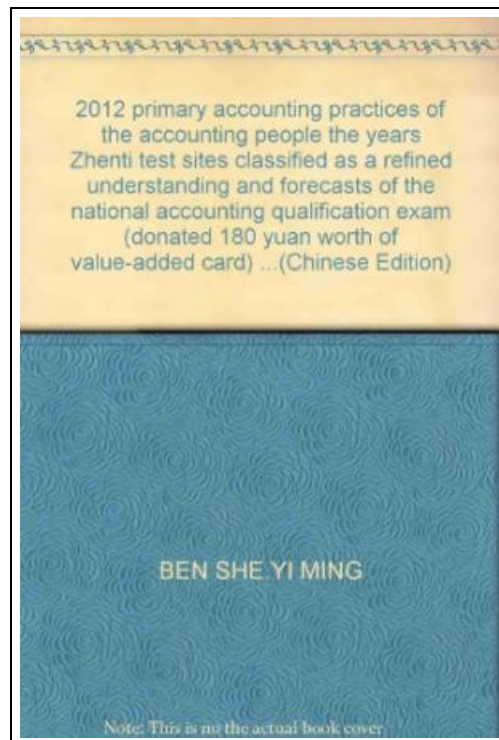 2012 primary accounting practices of
the accounting people the years
Zhenti test sites classified as a refined
understanding and forecasts of the
national accounting qualification exam
(donated 180 yuan worth of
value-added card) ...(Chinese Edition)
BEN SHE.YI MING
Note: This is no the actual book cover